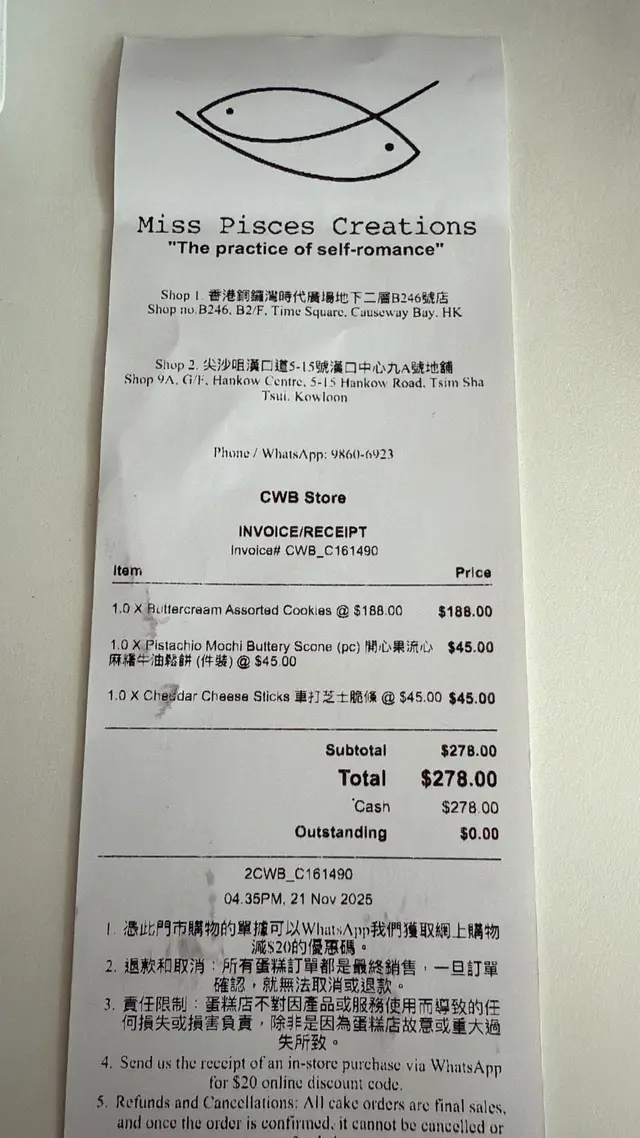 Miss Pisces Creations
"The practice of self-romance"
Shop 1. 香港銅鑼灣時代廣場地下二層B246號店
Shop no.B246, B2/F, Time Square, Causeway Bay, HK
Shop 2. 尖沙咀漢口道5-15號漢口中心九A號地舖
Shop 9A, G/F, Hankow Centre, 5-15 Hankow Road, Tsim Sha
Tsui, Kowloon
Phone / WhatsApp: 9860-6923
CWB Store
INVOICE/RECEIPT
Invoice# CWB_C161490
Item Price
1.0 X Buttercream Assorted Cookies @ $188.00 $188.00
1.0 X Pistachio Mochi Buttery Scone (pc) 開心果流心 $45.00
麻糬牛油鬆餅 (件裝) @ $45.00
1.0 X Cheddar Cheese Sticks 車打芝士脆條 @ $45.00 $45.00
Subtotal $278.00
Total $278.00
Cash $278.00
Outstanding $0.00
2CWB_C161490
04.35PM, 21 Nov 2025
1. 憑此門市購物的單據可以WhatsApp我們獲取網上購物
減$20的優惠碼。
2. 退款和取消：所有蛋糕訂單都是最終銷售，一旦訂單
確認，就無法取消或退款。
3. 責任限制：蛋糕店不對因產品或服務使用而導致的任
何損失或損害負責，除非是因為蛋糕店故意或重大過
失所致。
4. Send us the receipt of an in-store purchase via WhatsApp
for $20 online discount code.
5. Refunds and Cancellations: All cake orders are final sales,
and once the order is confirmed, it cannot be cancelled or